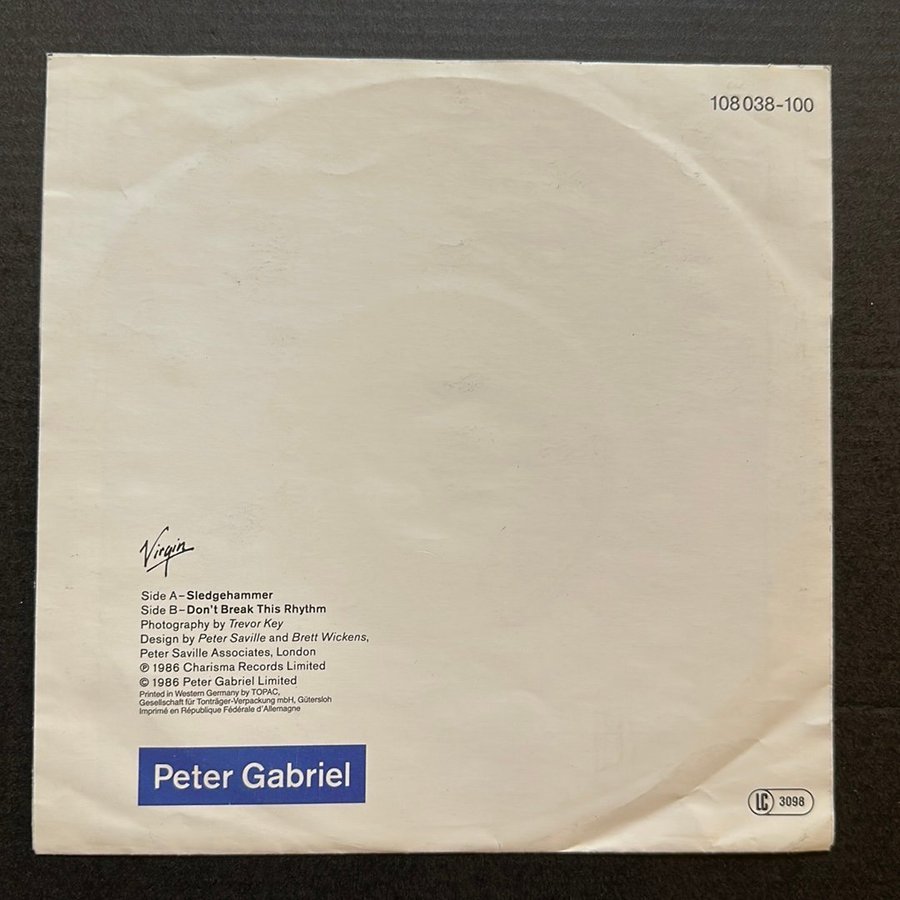 108 038-100
Virgin
Side A–Sledgehammer
Side B–Don't Break This Rhythm
Photography by Trevor Key
Design by Peter Saville and Brett Wickens,
Peter Saville Associates, London
℗ 1986 Charisma Records Limited
© 1986 Peter Gabriel Limited
Printed in Western Germany by TOPAC,
Gesellschaft für Tonträger-Verpackung mbH, Gütersloh
Imprimé en République Fédérale d'Allemagne
Peter Gabriel
LC 3098